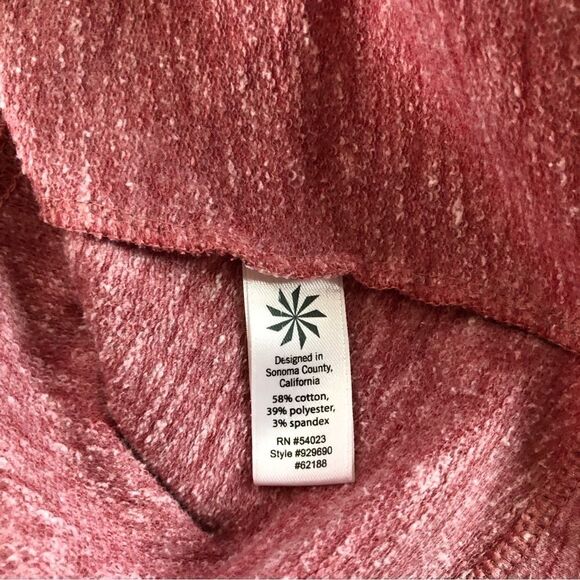 Designed in
Sonoma County,
California
58% cotton,
39% polyester,
3% spandex
RN #54023
Style #929690
#62188